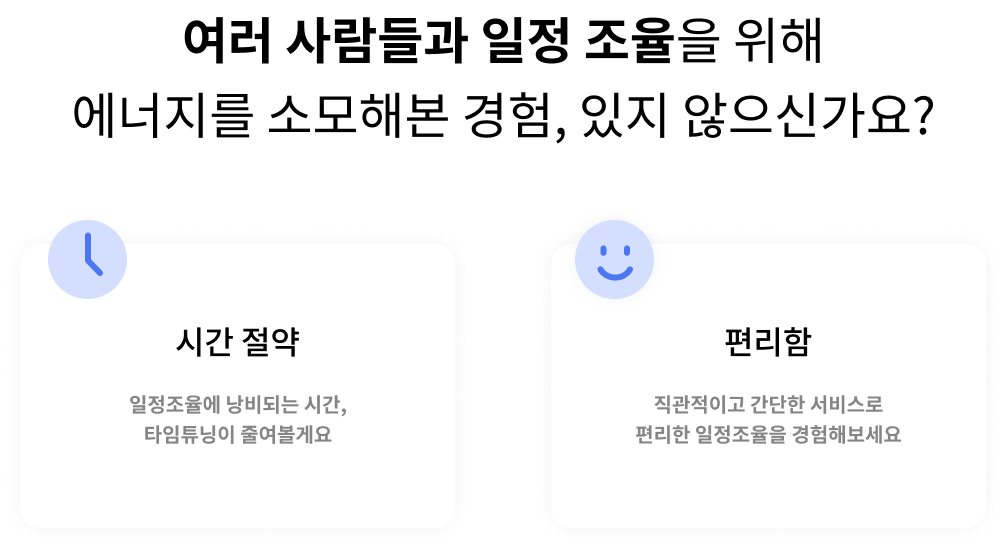 여러 사람들과 일정 조율을 위해
에너지를 소모해본 경험, 있지 않으신가요?
시간 절약
일정조율에 낭비되는 시간,
타임튜닝이 줄여볼게요
편리함
직관적이고 간단한 서비스로
편리한 일정조율을 경험해보세요